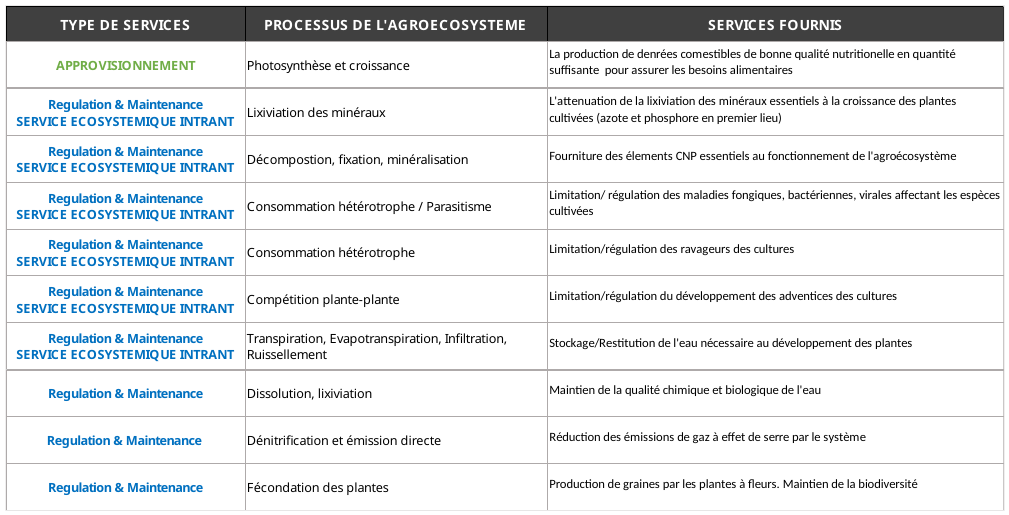 TYPE DE SERVICES PROCESSUS DE L'AGROECOSYSTEME SERVICES FOURNIS
APPROVISIONNEMENT
Photosynthèse et croissance
La production de denrées comestibles de bonne qualité nutritionelle en quantité
suffisante pour assurer les besoins alimentaires
Regulation & Maintenance
SERVICE ECOSYSTEMIQUE INTRANT
Lixiviation des minéraux
L'attenuation de la lixiviation des minéraux essentiels à la croissance des plantes
cultivées (azote et phosphore en premier lieu)
Regulation & Maintenance
SERVICE ECOSYSTEMIQUE INTRANT
Décompostion, fixation, minéralisation
Fourniture des élements CNP essentiels au fonctionnement de l'agroécosystème
Regulation & Maintenance
SERVICE ECOSYSTEMIQUE INTRANT
Consommation hétérotrophe / Parasitisme
Limitation/ régulation des maladies fongiques, bactériennes, virales affectant les espèces
cultivées
Regulation & Maintenance
SERVICE ECOSYSTEMIQUE INTRANT
Consommation hétérotrophe
Limitation/régulation des ravageurs des cultures
Regulation & Maintenance
SERVICE ECOSYSTEMIQUE INTRANT
Compétition plante-plante
Limitation/régulation du développement des adventices des cultures
Regulation & Maintenance
SERVICE ECOSYSTEMIQUE INTRANT
Transpiration, Evapotranspiration, Infiltration,
Ruissellement
Stockage/Restitution de l'eau nécessaire au développement des plantes
Regulation & Maintenance
Dissolution, lixiviation
Maintien de la qualité chimique et biologique de l'eau
Regulation & Maintenance
Dénitrification et émission directe
Réduction des émissions de gaz à effet de serre par le système
Regulation & Maintenance
Fécondation des plantes
Production de graines par les plantes à fleurs. Maintien de la biodiversité